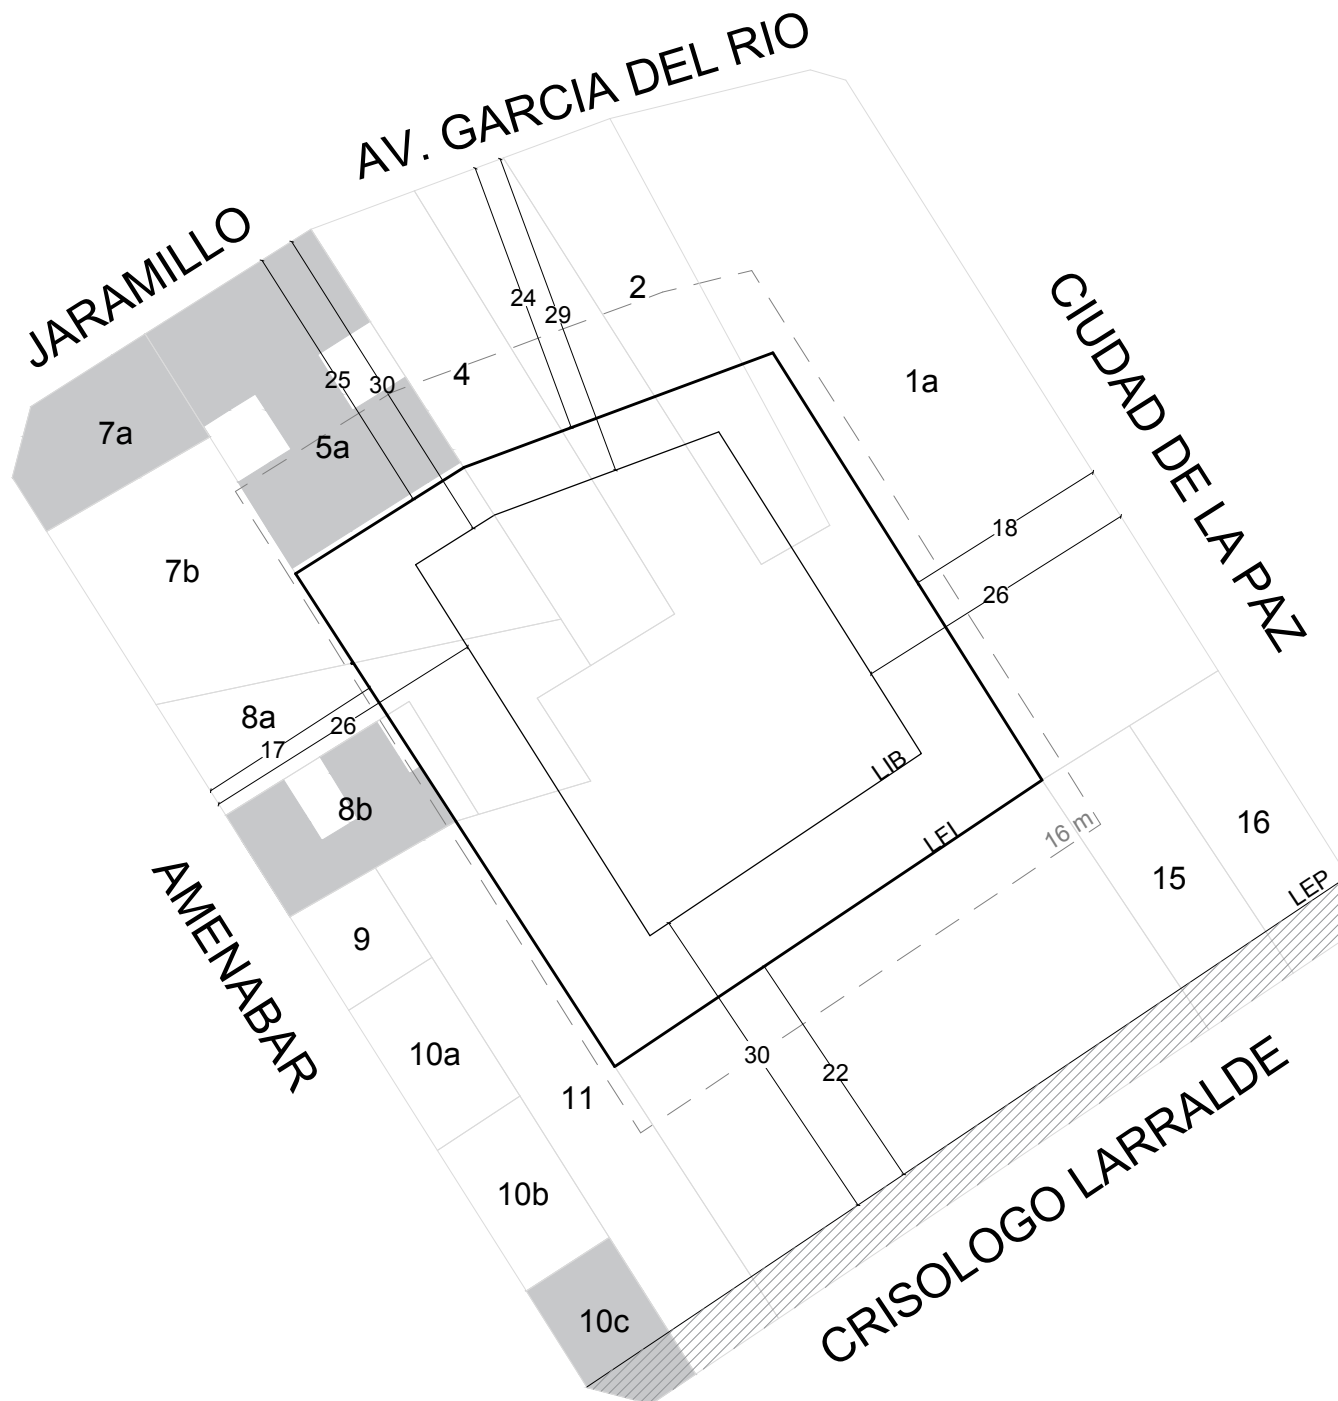 AV. GARCIA DEL RIO
JARAMILLO
CIUDAD DE LA PAZ
24
29
2
25
30
4
1a
7a
5a
18
7b
26
8a
26
17
LIB
8b
LEI
16 m
16
15
LEP
AMENABAR
9
10a
30
22
11
10b
CRISOLOGO LARRALDE
10c